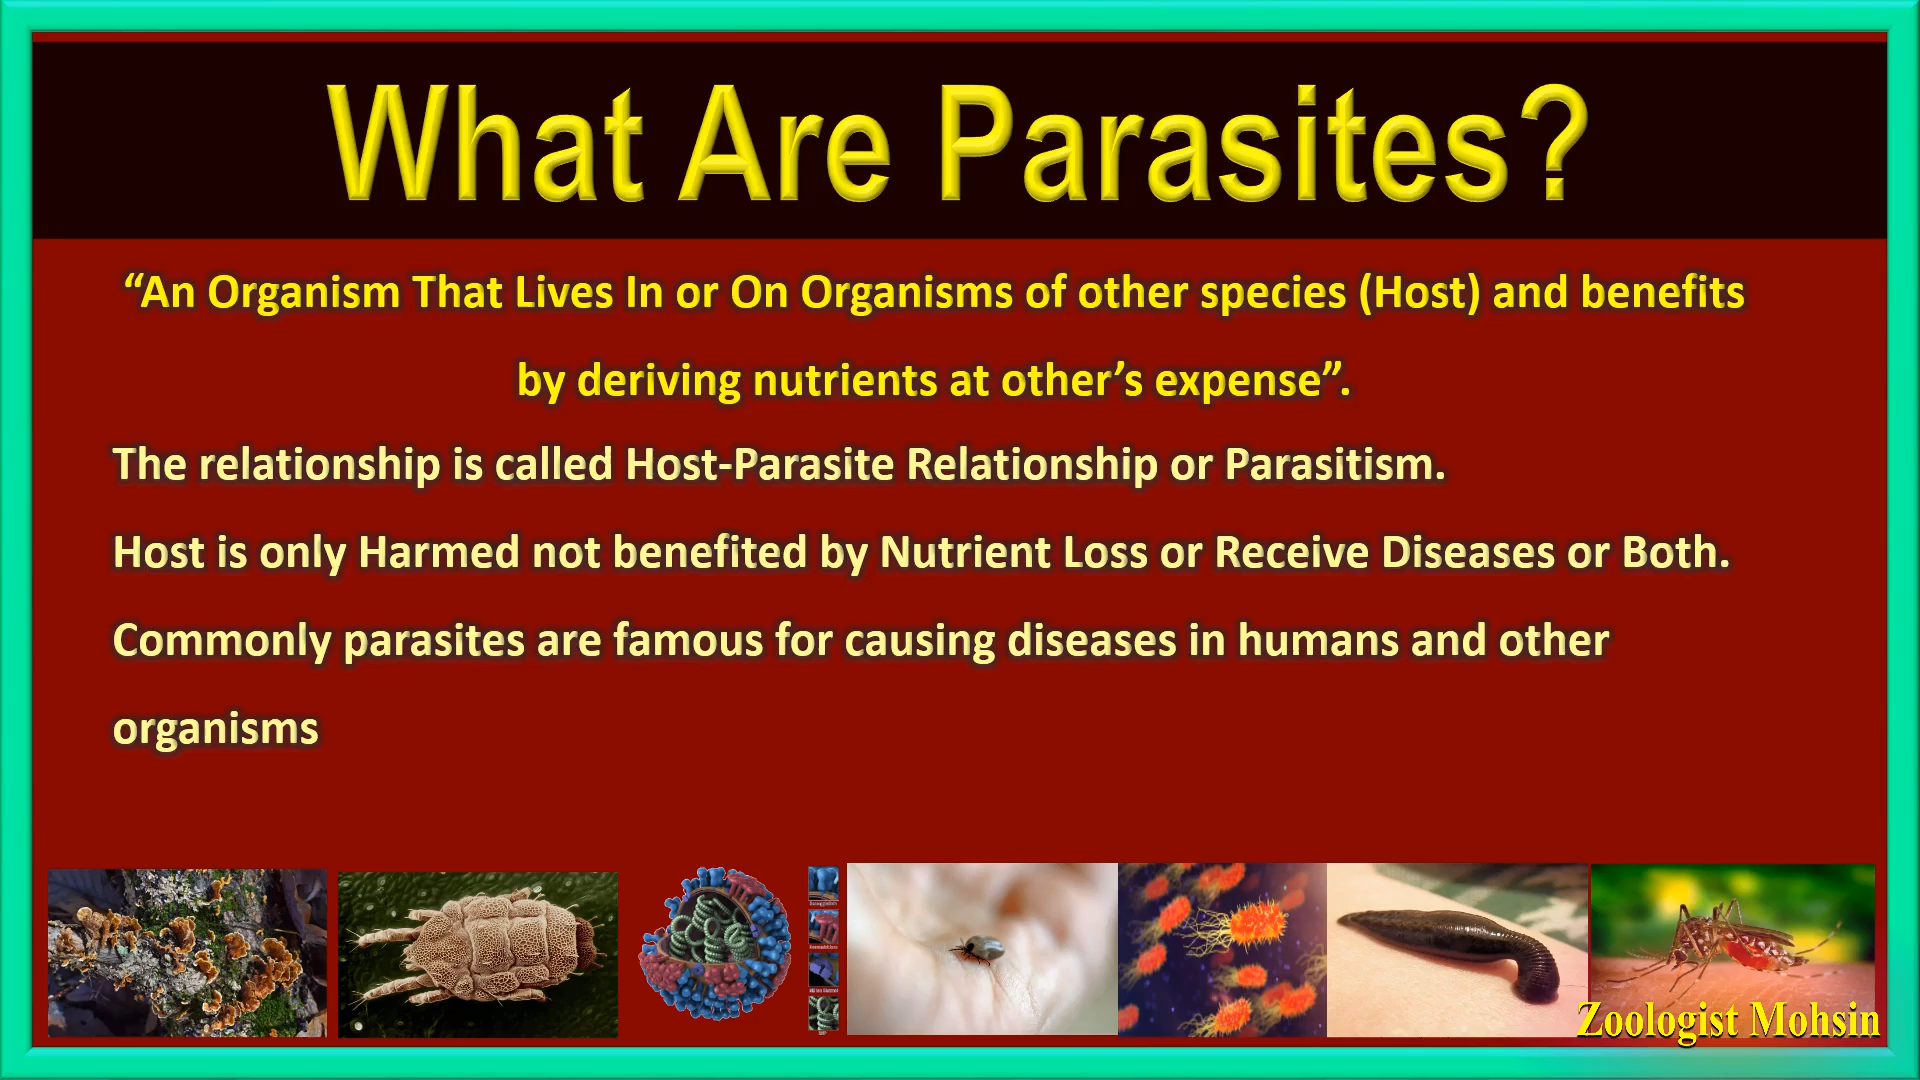 What Are Parasites?
“An Organism That Lives In or On Organisms of other species (Host) and benefits
by deriving nutrients at other’s expense”.
The relationship is called Host-Parasite Relationship or Parasitism.
Host is only Harmed not benefited by Nutrient Loss or Receive Diseases or Both.
Commonly parasites are famous for causing diseases in humans and other
organisms
Zoologist Mohsin